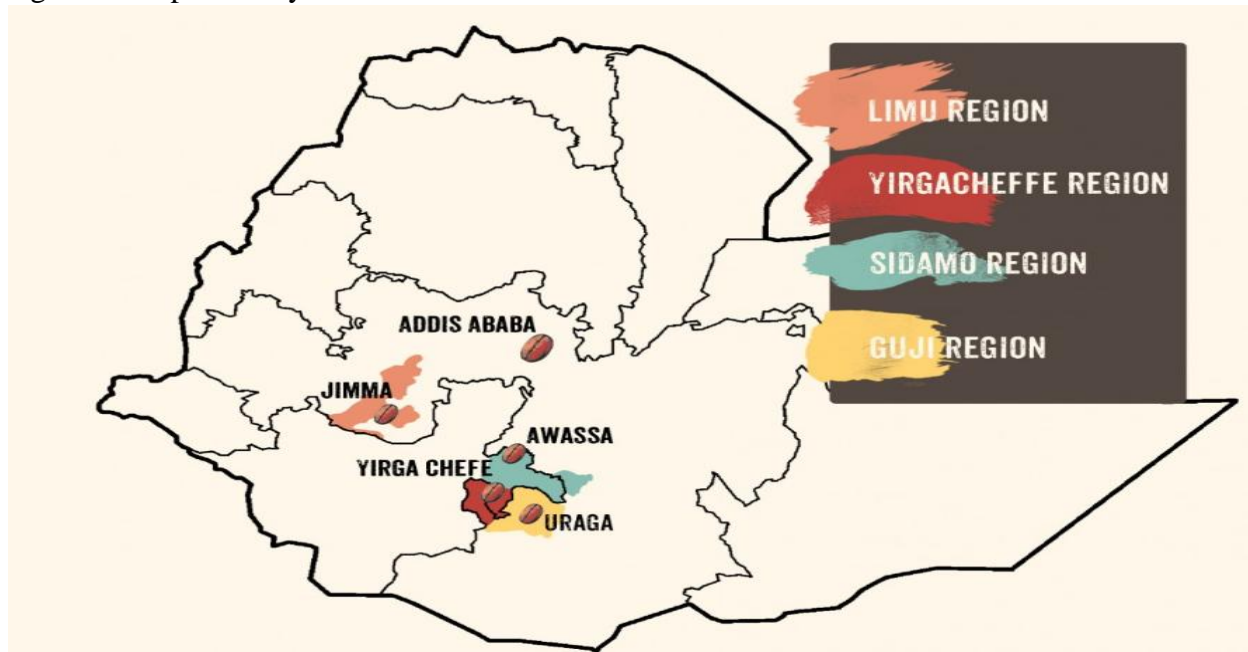 LIMU REGION
YIRGACHEFFE REGION
SIDAMO REGION
GUJI REGION
ADDIS ABABA
JIMMA
AWASSA
YIRGA CHEFE
URAGA